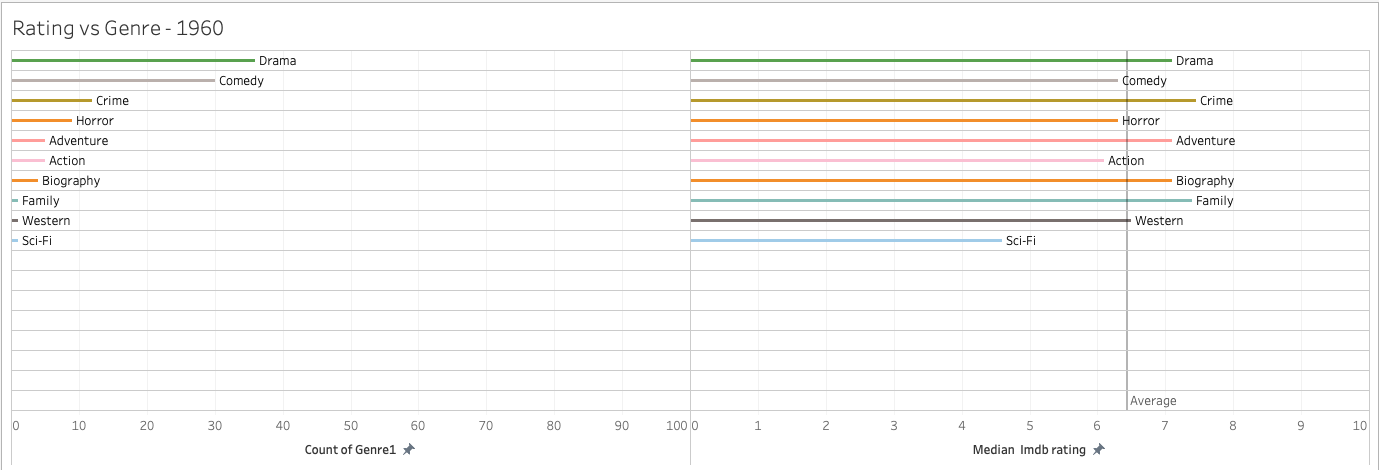 Rating vs Genre - 1960
Drama Drama
Comedy Comedy
Crime Crime
Horror Horror
Adventure Adventure
Action Action
Biography Biography
Family Family
Western Western
Sci-Fi Sci-Fi
Average
0 10 20 30 40 50 60 70 80 90 100 0 1 2 3 4 5 6 7 8 9 10
Count of Genre1 Median Imdb rating